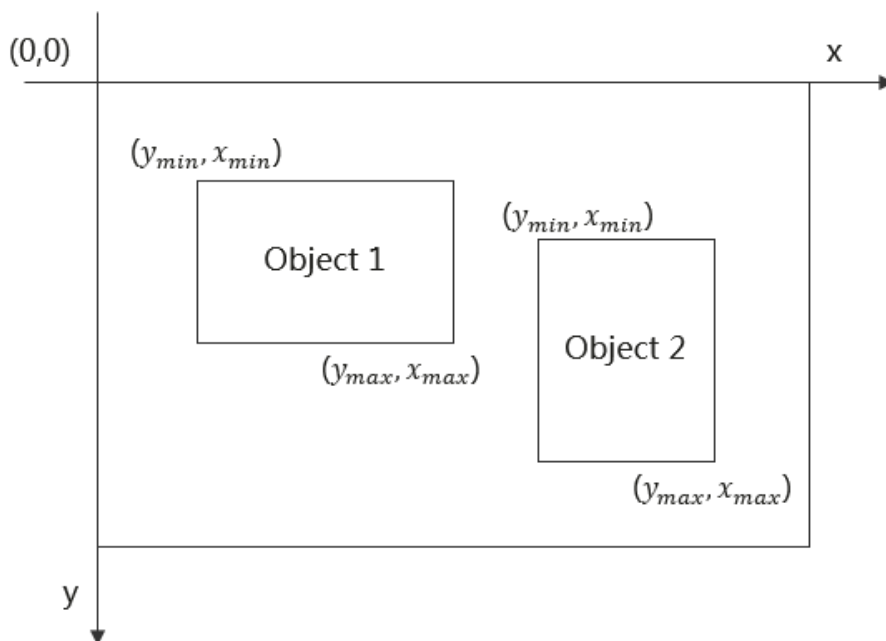 (0,0)
x
(y_min, x_min)
(y_min, x_min)
Object 1
Object 2
(y_max, x_max)
(y_max, x_max)
y